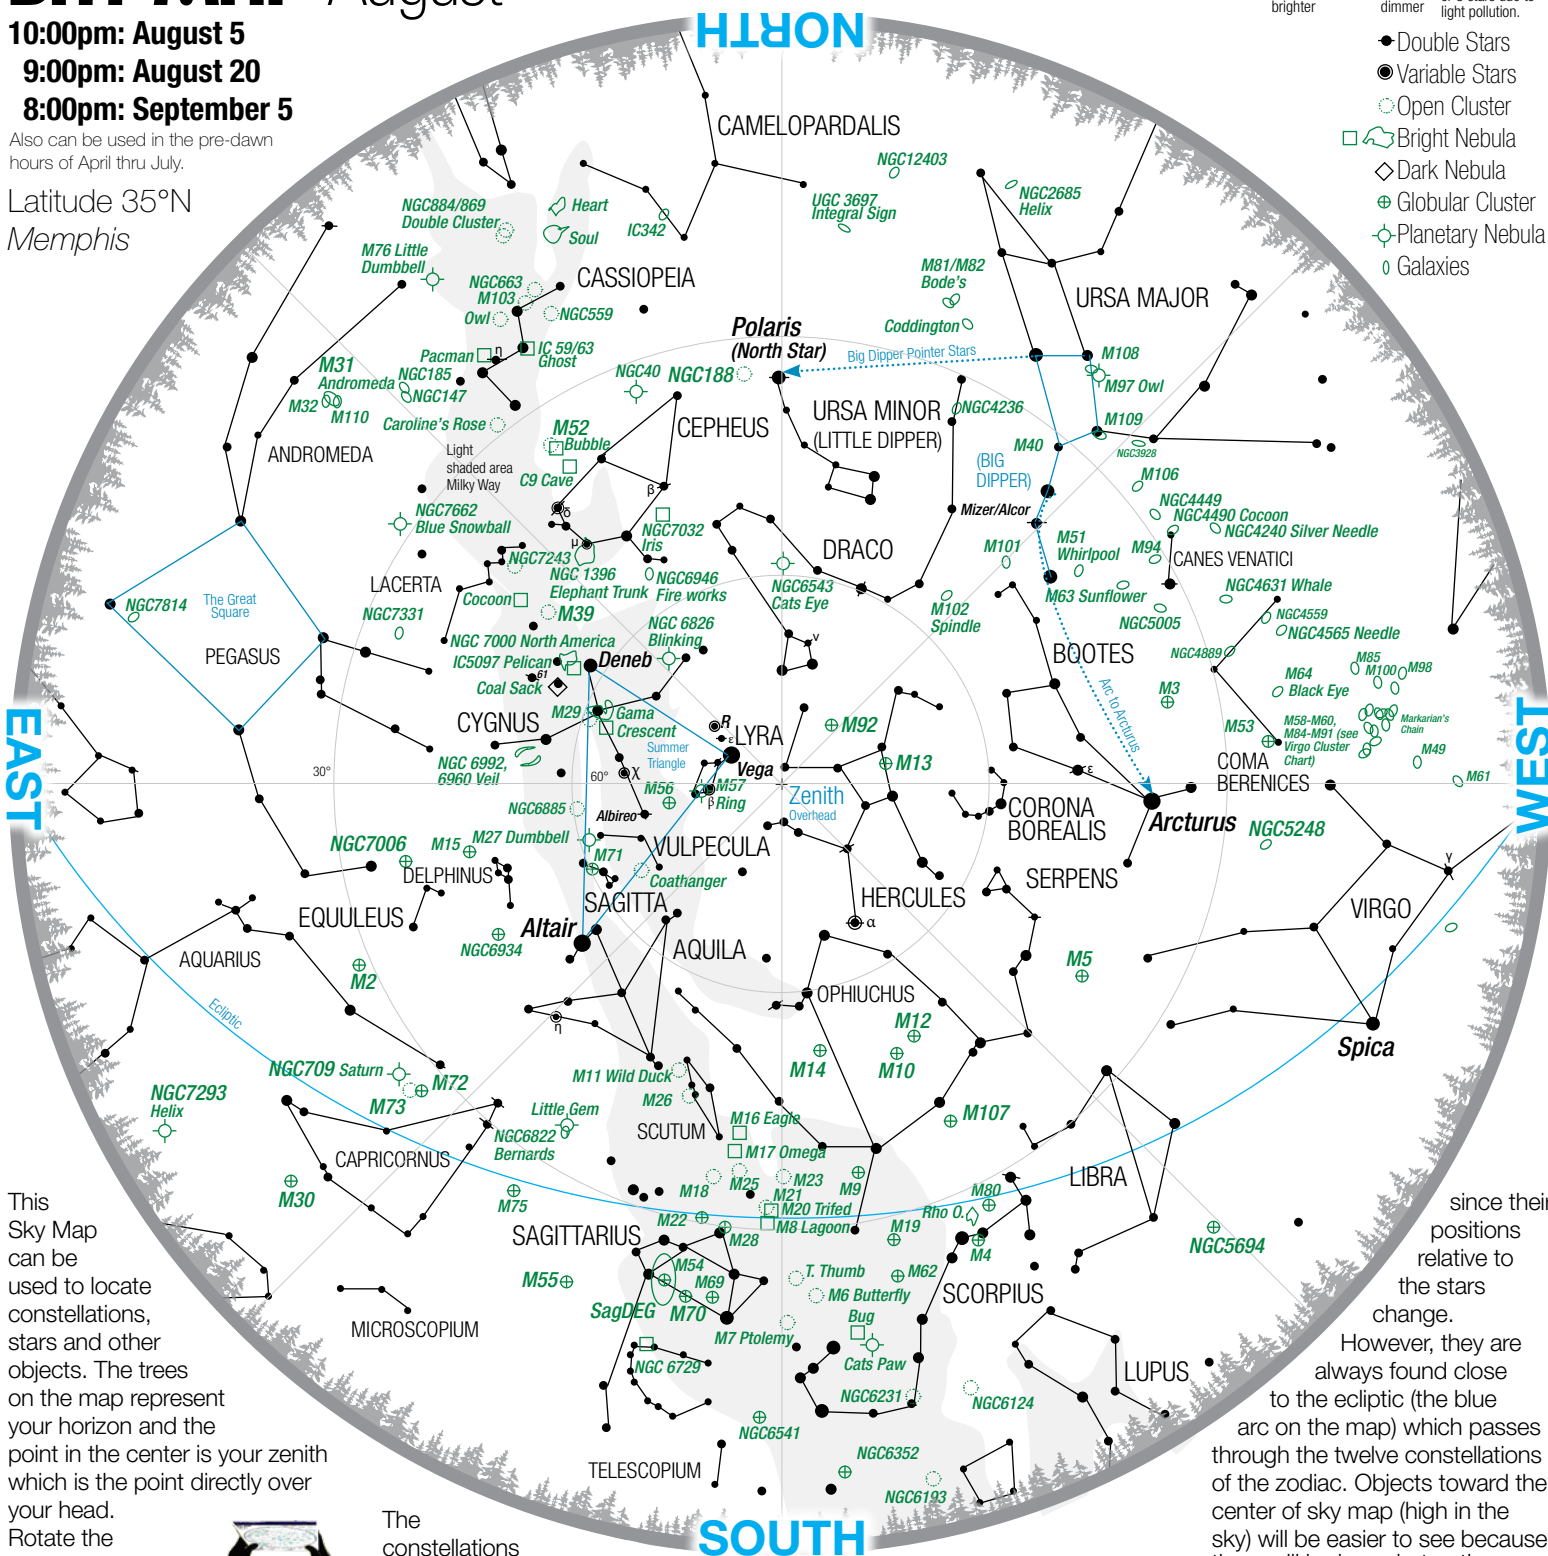 August
10:00pm: August 5
9:00pm: August 20
8:00pm: September 5
Also can be used in the pre-dawn
hours of April thru July.
Latitude 35°N
Memphis
brighter
dimmer
light pollution.
Double Stars
Variable Stars
Open Cluster
Bright Nebula
Dark Nebula
Globular Cluster
Planetary Nebula
Galaxies
NORTH
CAMELOPARDALIS
NGC12403
UGC 3697
Integral Sign
NGC2685
Helix
NGC884/869
Double Cluster
Heart
Soul
IC342
M76 Little
Dumbbell
CASSIOPEIA
NGC663
M103
Owl
NGC559
M81/M82
Bode's
Coddington
URSA MAJOR
Polaris
(North Star)
Big Dipper Pointer Stars
M108
M97 Owl
M109
NGC3928
Pacman
η
IC 59/63
Ghost
M31
Andromeda
NGC185
NGC147
M32
M110
Caroline's Rose
NGC40
NGC188
CEPHEUS
URSA MINOR
(LITTLE DIPPER)
NGC4236
M40
(BIG
DIPPER)
M106
ANDROMEDA
Light
shaded area
Milky Way
M52
Bubble
C9 Cave
β
δ
μ
NGC7662
Blue Snowball
NGC7032
Iris
Mizer/Alcor
NGC4449
NGC4490 Cocoon
NGC4240 Silver Needle
M101
M51
Whirlpool
M94
CANES VENATICI
DRACO
NGC7243
NGC 1396
Elephant Trunk
NGC6946
Fire works
NGC6543
Cats Eye
M102
Spindle
M63 Sunflower
NGC5005
NGC4631 Whale
NGC4559
NGC4565 Needle
LACERTA
Cocoon
M39
NGC7814
The Great
Square
NGC7331
PEGASUS
NGC 7000 North America
NGC 6826
Blinking
IC5097 Pelican
Deneb
61
Coal Sack
ν
BOOTES
NGC4889
M85
M100
M98
M64
Black Eye
M3
Arc to Arcturus
M53
M58-M60,
M84-M91 (see
Virgo Cluster
Chart)
Markarian's
Chain
M49
M61
COMA
BERENICES
EAST
WEST
CYGNUS
M29
Gama
Crescent
NGC 6992,
6960 Veil
Summer
Triangle
R
ε
LYRA
Vega
M92
M13
ε
30°
60°
χ
M56
M57
Ring
β
Zenith
Overhead
CORONA
BOREALIS
Arcturus
NGC5248
NGC6885
Albireo
M27 Dumbbell
M71
VULPECULA
Coathanger
NGC7006
M15
DELPHINUS
EQUULEUS
SAGITTA
Altair
AQUILA
NGC6934
HERCULES
α
SERPENS
VIRGO
γ
AQUARIUS
M2
Ecliptic
OPHIUCHUS
M5
M12
M14
M10
Spica
η
NGC709 Saturn
M72
M73
NGC7293
Helix
M11 Wild Duck
M26
Little Gem
NGC6822
Bernards
SCUTUM
M16 Eagle
M17 Omega
M107
CAPRICORNUS
M30
M75
M18
M25
M23
M21
M20 Trifed
M8 Lagoon
M9
M80
Rho O.
LIBRA
M22
M28
M19
M4
NGC5694
SAGITTARIUS
M55
M54
M69
M70
SagDEG
T. Thumb
M6 Butterfly
M62
SCORPIUS
Bug
Cats Paw
M7 Ptolemy
MICROSCOPIUM
NGC 6729
NGC6231
NGC6124
LUPUS
NGC6541
NGC6352
NGC6193
TELESCOPIUM
SOUTH
This
Sky Map
can be
used to locate
constellations,
stars and other
objects. The trees
on the map represent
your horizon and the
point in the center is your zenith
which is the point directly over
your head.
Rotate the
The
constellations
since their
positions
relative to
the stars
change.
However, they are
always found close
to the ecliptic (the blue
arc on the map) which passes
through the twelve constellations
of the zodiac. Objects toward the
center of sky map (high in the
sky) will be easier to see because